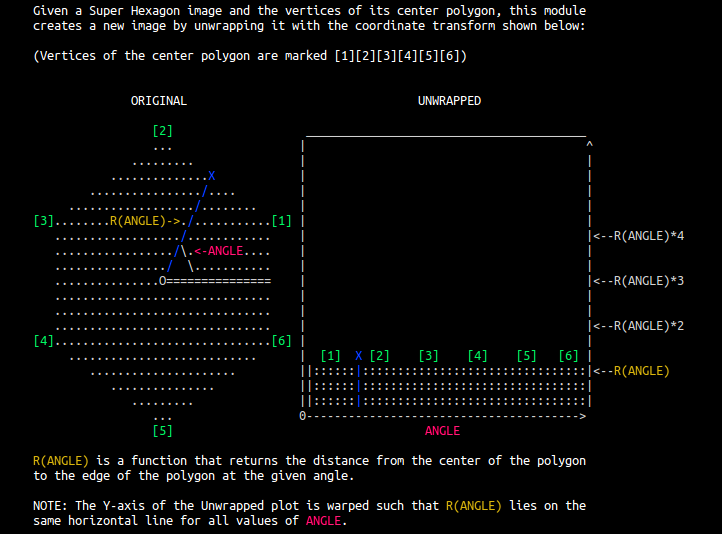 Given a Super Hexagon image and the vertices of its center polygon, this module
creates a new image by unwrapping it with the coordinate transform shown below:
(Vertices of the center polygon are marked [1][2][3][4][5][6])
ORIGINAL UNWRAPPED
[2]
X
[3] R(ANGLE)-> [1]
<--R(ANGLE)*4
<-ANGLE
O <--R(ANGLE)*3
<--R(ANGLE)*2
[4] [6]
[1] X [2] [3] [4] [5] [6]
<--R(ANGLE)
0
[5] ANGLE
R(ANGLE) is a function that returns the distance from the center of the polygon
to the edge of the polygon at the given angle.
NOTE: The Y-axis of the Unwrapped plot is warped such that R(ANGLE) lies on the
same horizontal line for all values of ANGLE.